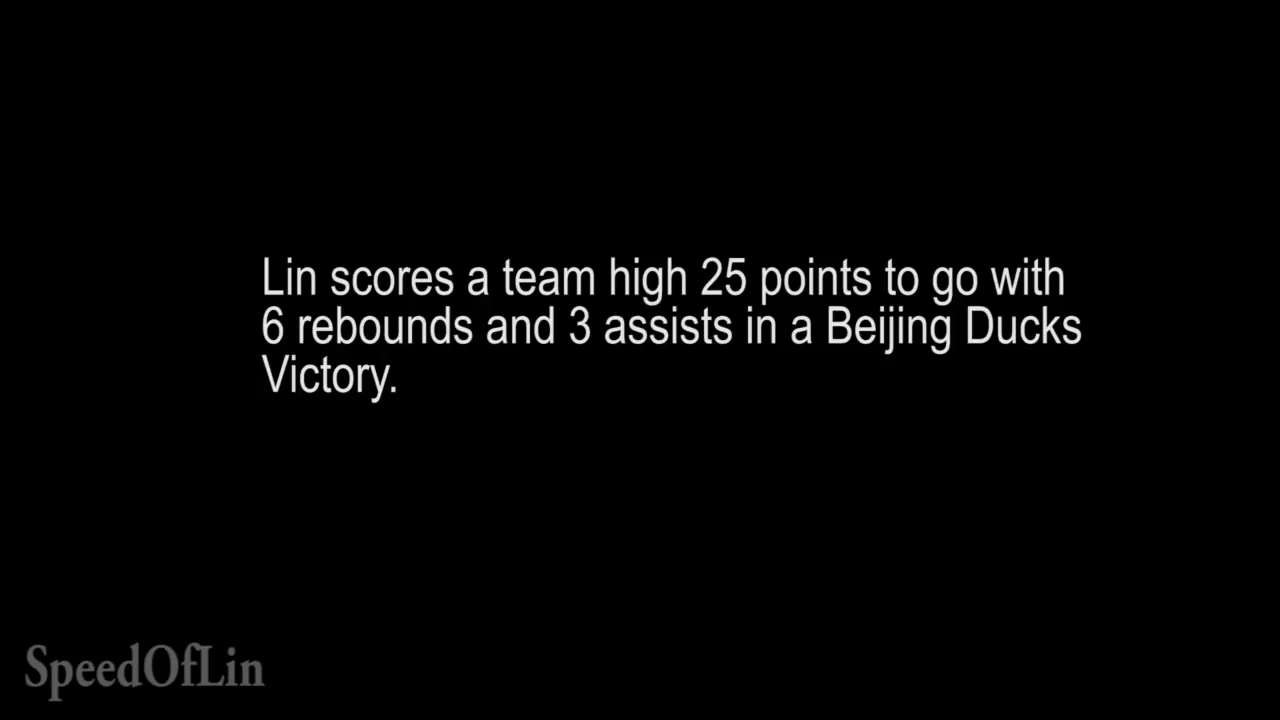 Lin scores a team high 25 points to go with
6 rebounds and 3 assists in a Beijing Ducks
Victory.
SpeedOfLin